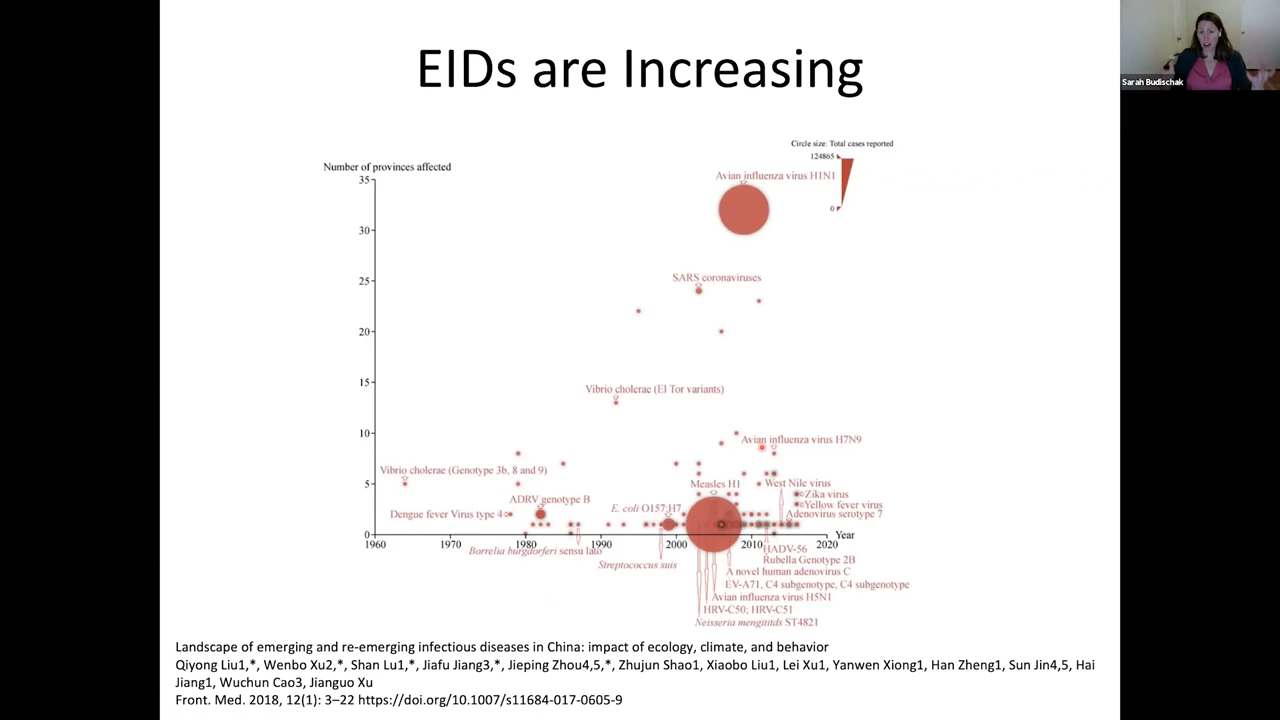 EIDs are Increasing
Sarah Budischak
Circle size: Total cases reported
124865
0
Number of provinces affected
35
30
25
20
15
10
5
0
Avian influenza virus H1N1
SARS coronaviruses
Vibrio cholerae (El Tor variants)
Avian influenza virus H7N9
Vibrio cholerae (Genotype 3b, 8 and 9)
Measles H1
West Nile virus
ADRV genotype B
Zika virus
E. coli O157:H7
Yellow fever virus
Dengue fever Virus type 4
Adenovirus serotype 7
Year
1960 1970 1980 1990 2000 2010 2020
Borrelia burgdorferi sensu lato
HADV-56
Rubella Genotype 2B
Streptococcus suis
A novel human adenovirus C
EV-A71, C4 subgenotype, C4 subgenotype
Avian influenza virus H5N1
HRV-C50; HRV-C51
Neisseria mengititds ST4821
Landscape of emerging and re-emerging infectious diseases in China: impact of ecology, climate, and behavior
Qiyong Liu1,*, Wenbo Xu2,*, Shan Lu1,*, Jiafu Jiang3,*, Jieping Zhou4,5,*, Zhujun Shao1, Xiaobo Liu1, Lei Xu1, Yanwen Xiong1, Han Zheng1, Sun Jin4,5, Hai
Jiang1, Wuchun Cao3, Jianguo Xu
Front. Med. 2018, 12(1): 3–22 https://doi.org/10.1007/s11684-017-0605-9